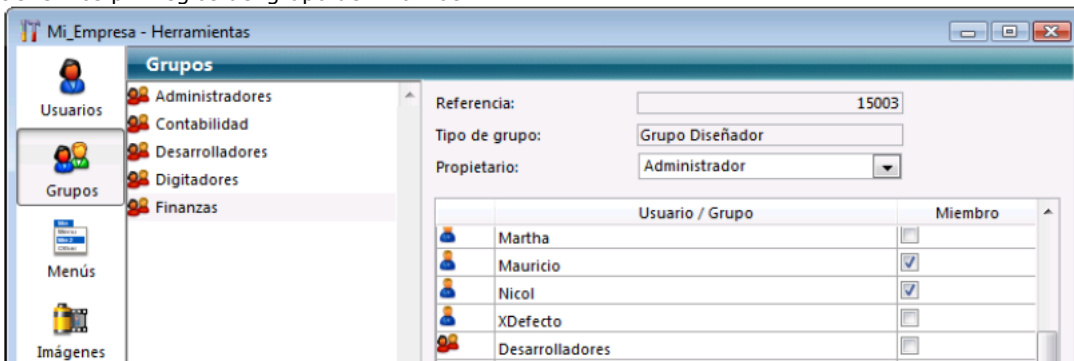 Mi_Empresa - Herramientas
Grupos
Usuarios
Grupos
Menús
Imágenes
Administradores
Contabilidad
Desarrolladores
Digitadores
Finanzas
Referencia: 15003
Tipo de grupo: Grupo Diseñador
Propietario: Administrador
Usuario / Grupo Miembro
Martha
Mauricio
Nicol
XDefecto
Desarrolladores